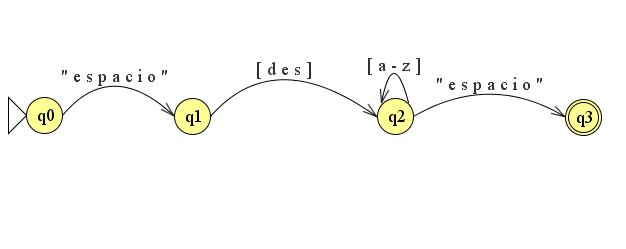 "espacio"
[des]
[a-z]
"espacio"
q0
q1
q2
q3